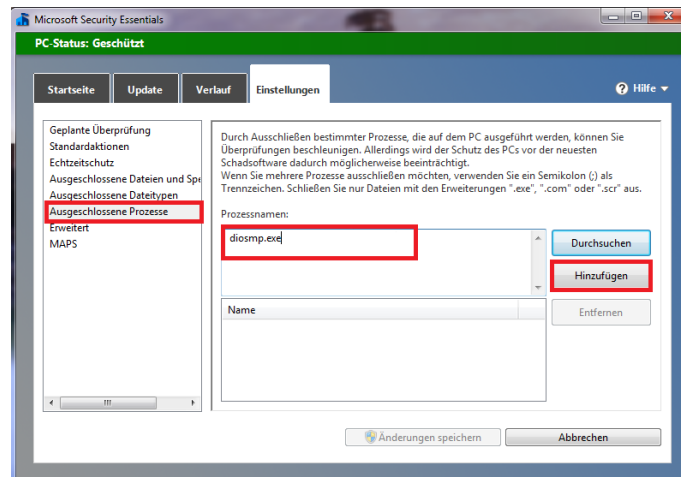 Microsoft Security Essentials
PC-Status: Geschützt
Startseite
Update
Verlauf
Einstellungen
Hilfe
Geplante Überprüfung
Standardaktionen
Echtzeitschutz
Ausgeschlossene Dateien und Spe
Ausgeschlossene Dateitypen
Ausgeschlossene Prozesse
Erweitert
MAPS
Durch Ausschließen bestimmter Prozesse, die auf dem PC ausgeführt werden, können Sie
Überprüfungen beschleunigen. Allerdings wird der Schutz des PCs vor der neuesten
Schadsoftware dadurch möglicherweise beeinträchtigt.
Wenn Sie mehrere Prozesse ausschließen möchten, verwenden Sie ein Semikolon (;) als
Trennzeichen. Schließen Sie nur Dateien mit den Erweiterungen ".exe", ".
com" oder ".scr" aus.
Prozessnamen:
diosmp.exe
Durchsuchen
Hinzufügen
Name
Entfernen
Änderungen speichern
Abbrechen